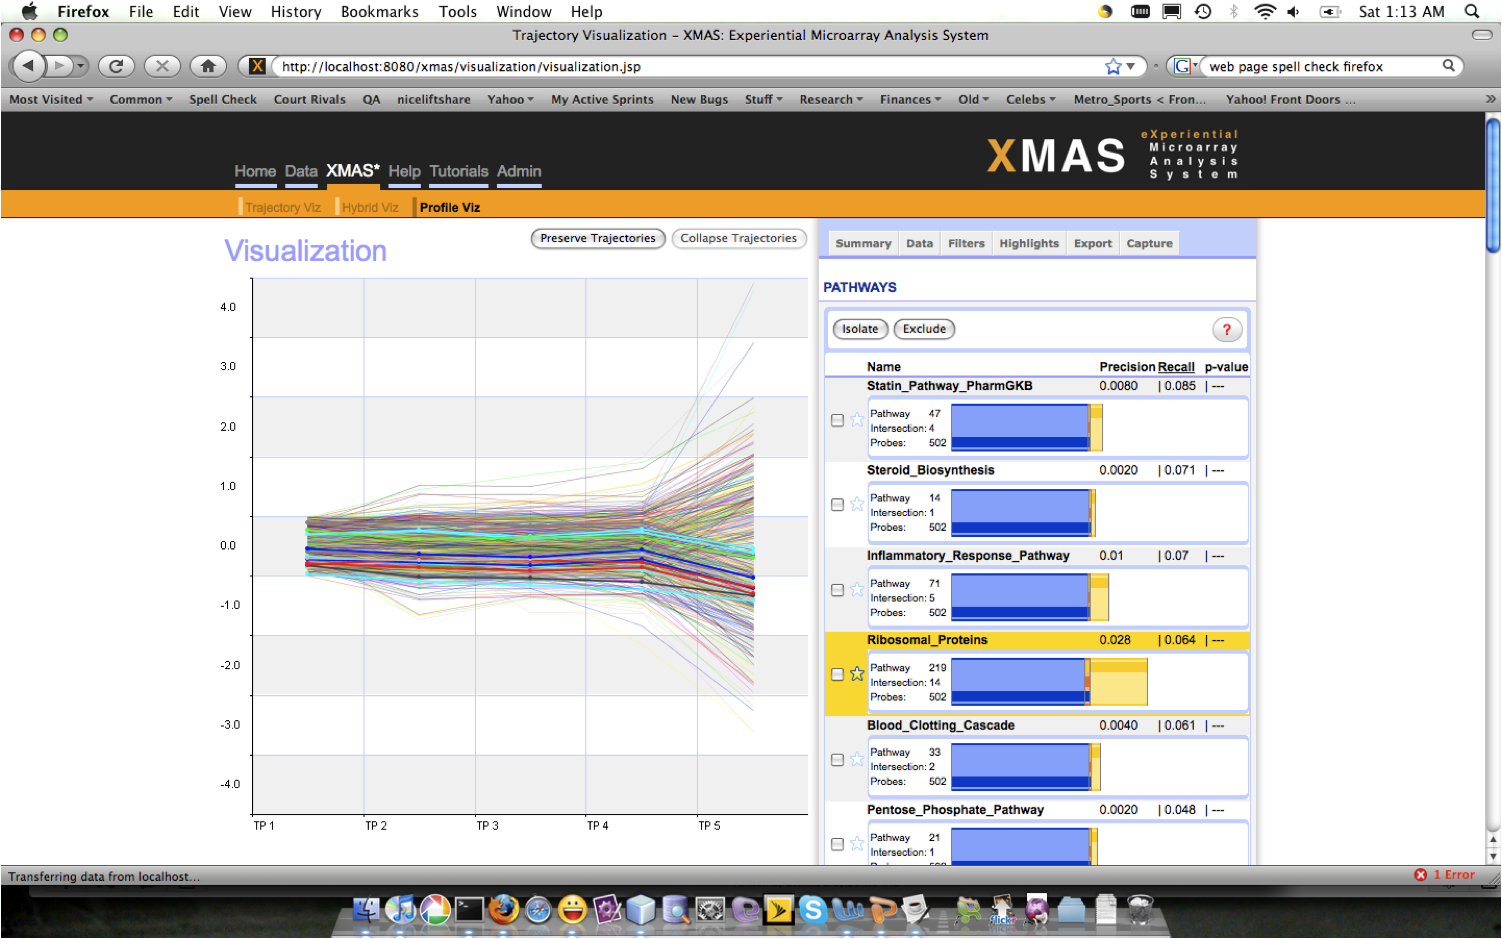 Firefox File Edit View History Bookmarks Tools Window Help Sat 1:13 AM
Trajectory Visualization – XMAS: Experiential Microarray Analysis System
X http://localhost:8080/xmas/visualization/visualization.jsp G web page spell check firefox
Most Visited Common Spell Check Court Rivals QA niceliftshare Yahoo My Active Sprints New Bugs Stuff Research Finances Old Celebs Metro_Sports < Fron... Yahoo! Front Doors ... »
XMAS
eXperiential
Microarray
Analysis
System
Home Data XMAS* Help Tutorials Admin
Trajectory Viz Hybrid Viz Profile Viz
Visualization
Preserve Trajectories Collapse Trajectories
4.0
3.0
2.0
1.0
0.0
-1.0
-2.0
-3.0
-4.0
TP 1 TP 2 TP 3 TP 4 TP 5
Summary Data Filters Highlights Export Capture
PATHWAYS
Isolate Exclude ?
Name Precision Recall p-value
Statin_Pathway_PharmGKB 0.0080 | 0.085 | ---
Pathway 47
Intersection: 4
Probes: 502
Steroid_Biosynthesis 0.0020 | 0.071 | ---
Pathway 14
Intersection: 1
Probes: 502
Inflammatory_Response_Pathway 0.01 | 0.07 | ---
Pathway 71
Intersection: 5
Probes: 502
Ribosomal_Proteins 0.028 | 0.064 | ---
Pathway 219
Intersection: 14
Probes: 502
Blood_Clotting_Cascade 0.0040 | 0.061 | ---
Pathway 33
Intersection: 2
Probes: 502
Pentose_Phosphate_Pathway 0.0020 | 0.048 | ---
Pathway 21
Intersection: 1
Transferring data from localhost... 1 Error
flickr